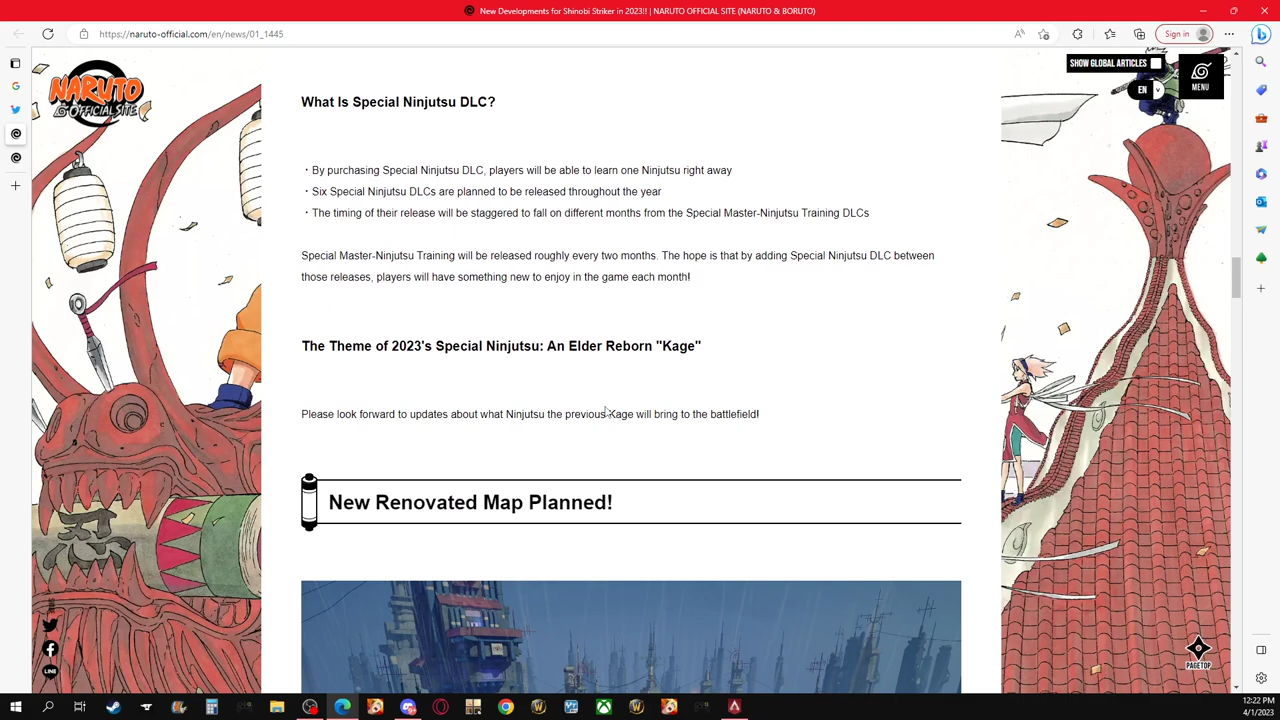 New Developments for Shinobi Striker in 2023!! | NARUTO OFFICIAL SITE (NARUTO & BORUTO)
https://naruto-official.com/en/news/01_1445
Sign in
NARUTO
OFFICIAL SITE
SHOW GLOBAL ARTICLES
EN
MENU
What Is Special Ninjutsu DLC?
・By purchasing Special Ninjutsu DLC, players will be able to learn one Ninjutsu right away
・Six Special Ninjutsu DLCs are planned to be released throughout the year
・The timing of their release will be staggered to fall on different months from the Special Master-Ninjutsu Training DLCs
Special Master-Ninjutsu Training will be released roughly every two months. The hope is that by adding Special Ninjutsu DLC between
those releases, players will have something new to enjoy in the game each month!
The Theme of 2023's Special Ninjutsu: An Elder Reborn "Kage"
Please look forward to updates about what Ninjutsu the previous Kage will bring to the battlefield!
New Renovated Map Planned!
LINE
PAGETOP
12:22 PM
4/1/2023